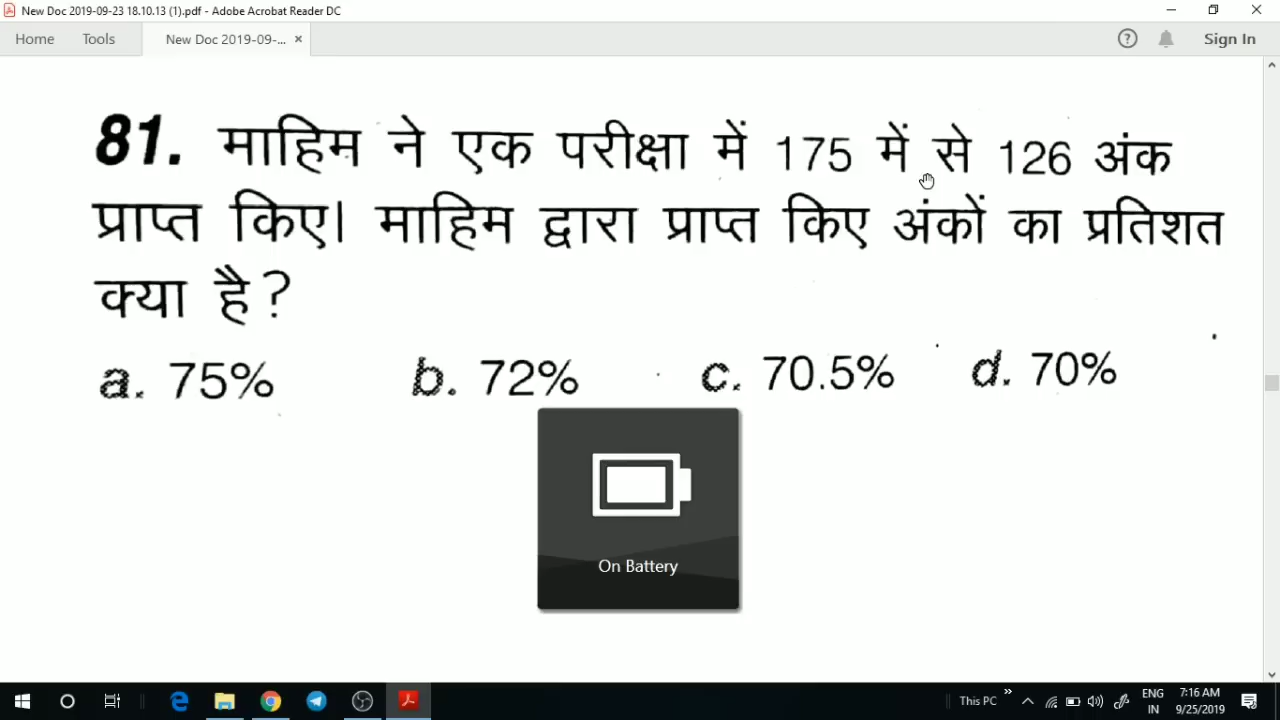 New Doc 2019-09-23 18.10.13 (1).pdf - Adobe Acrobat Reader DC
Home Tools New Doc 2019-09-... × Sign In
81. माहिम ने एक परीक्षा में 175 में से 126 अंक
प्राप्त किए। माहिम द्वारा प्राप्त किए अंकों का प्रतिशत
क्या है?
a. 75% b. 72% c. 70.5% d. 70%
On Battery
This PC ENG 7:16 AM
IN 9/25/2019